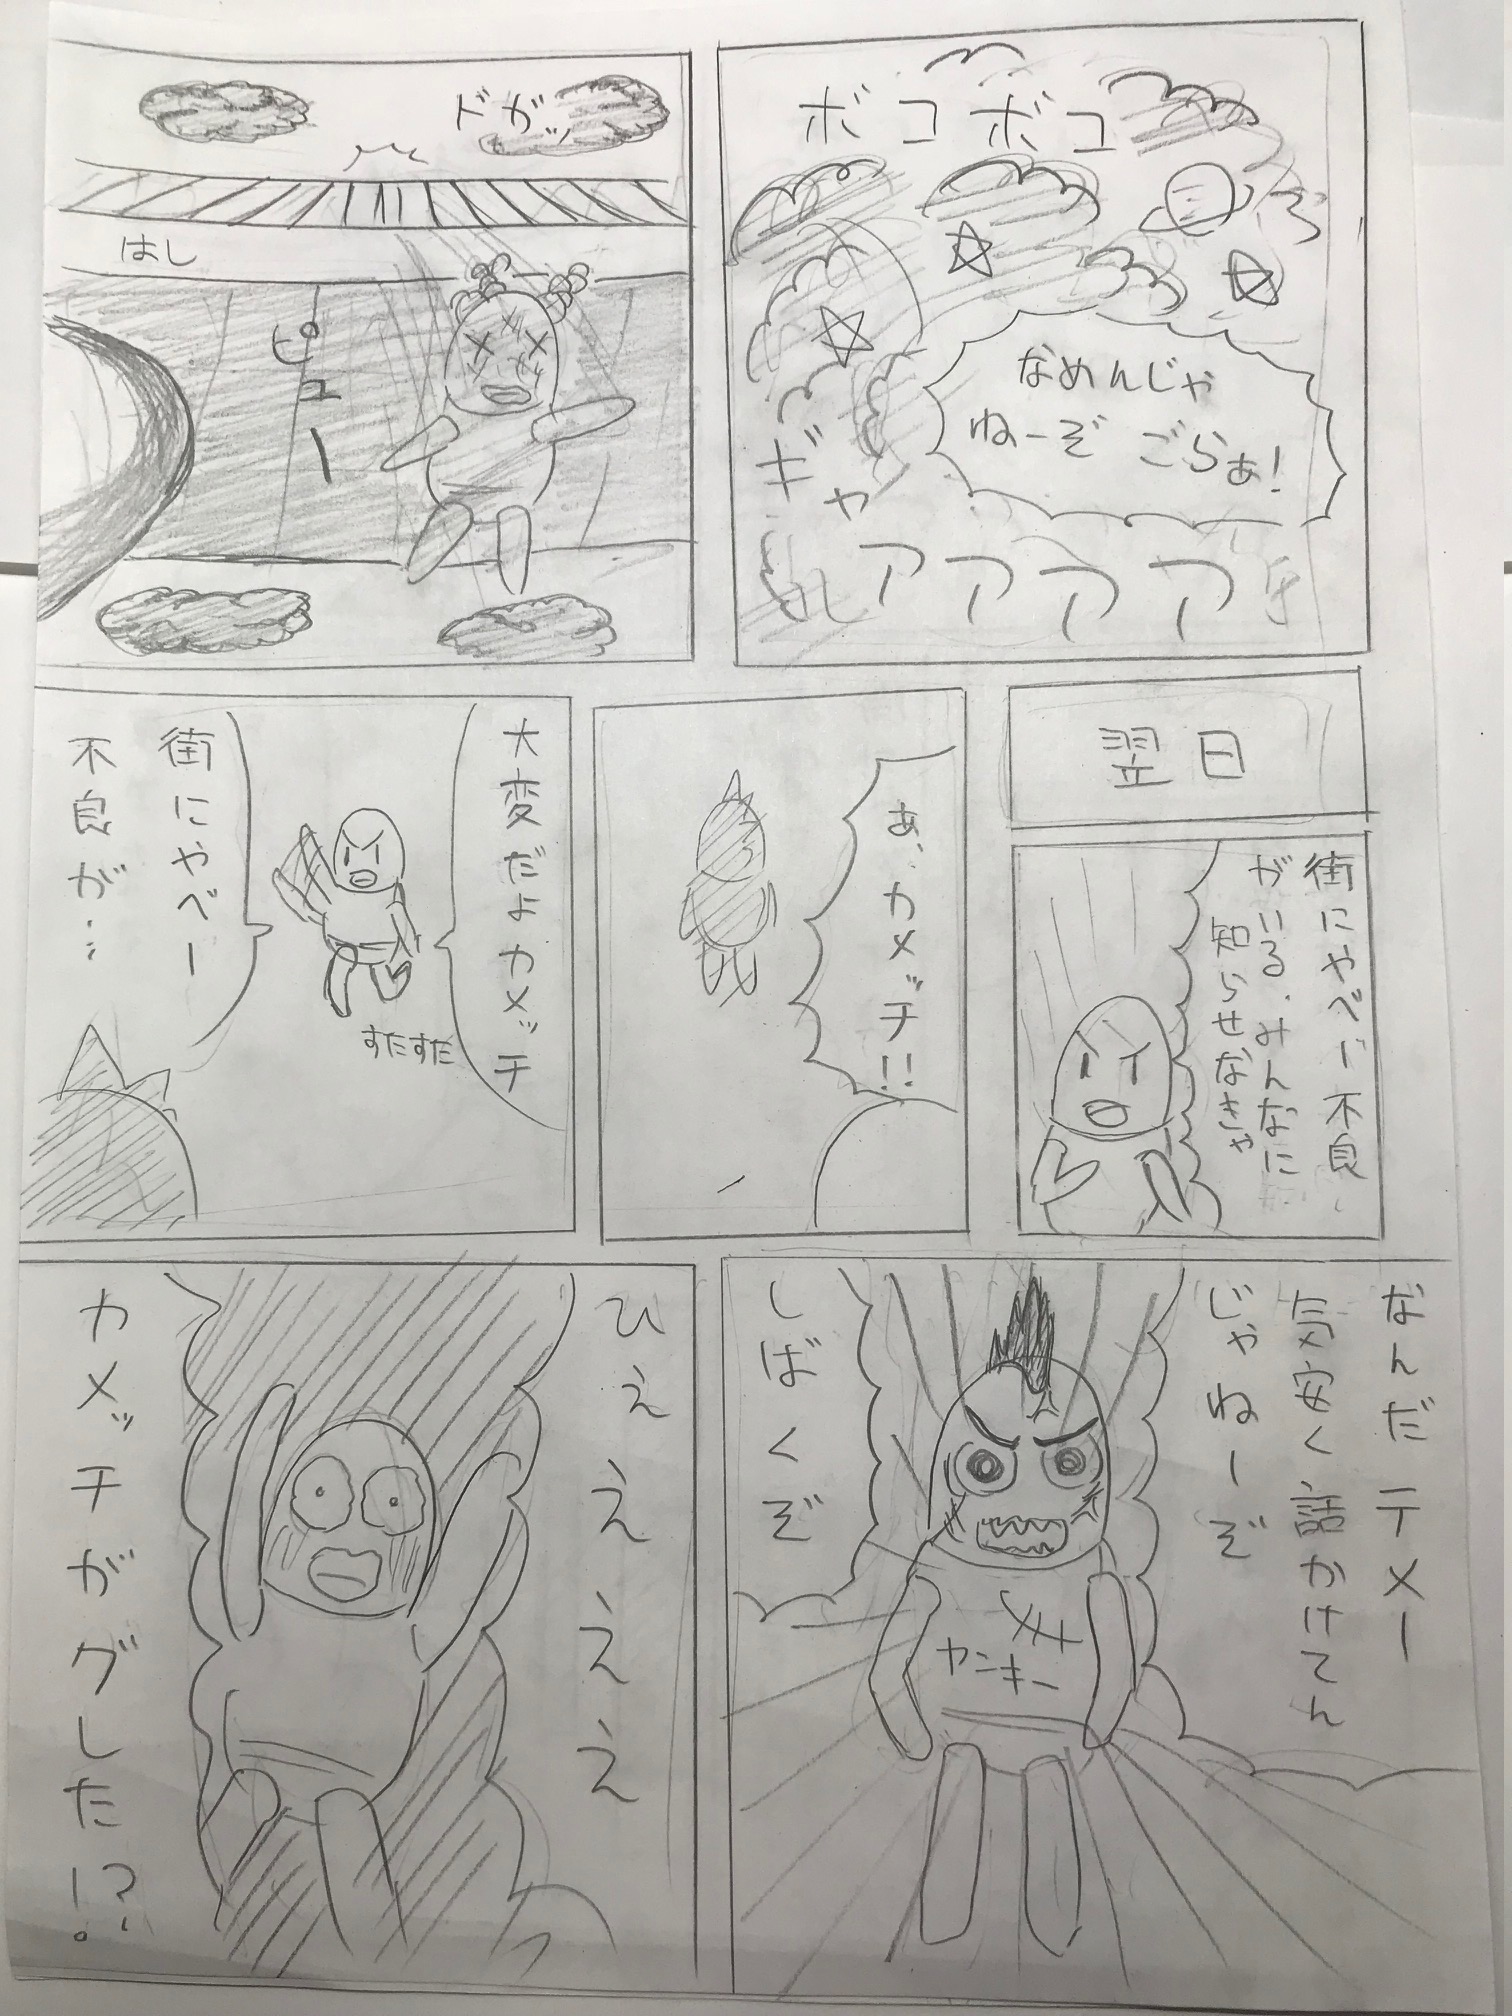 ボコボコ
なめんじゃ
ねーぞ ごらぁ!
ギャアアアア
ドガッ
はし
ピュー
翌日
街にやべー不良
がいる、みんなに
知らせなきゃ
あ、カメッチ!!
大変だよカメッチ
すたすた
街にやべー
不良が…
なんだテメー
気安く話かけてん
じゃねーぞ
しばくぞ
ヤンキー
ひえええええ
カメッチがグレた!?